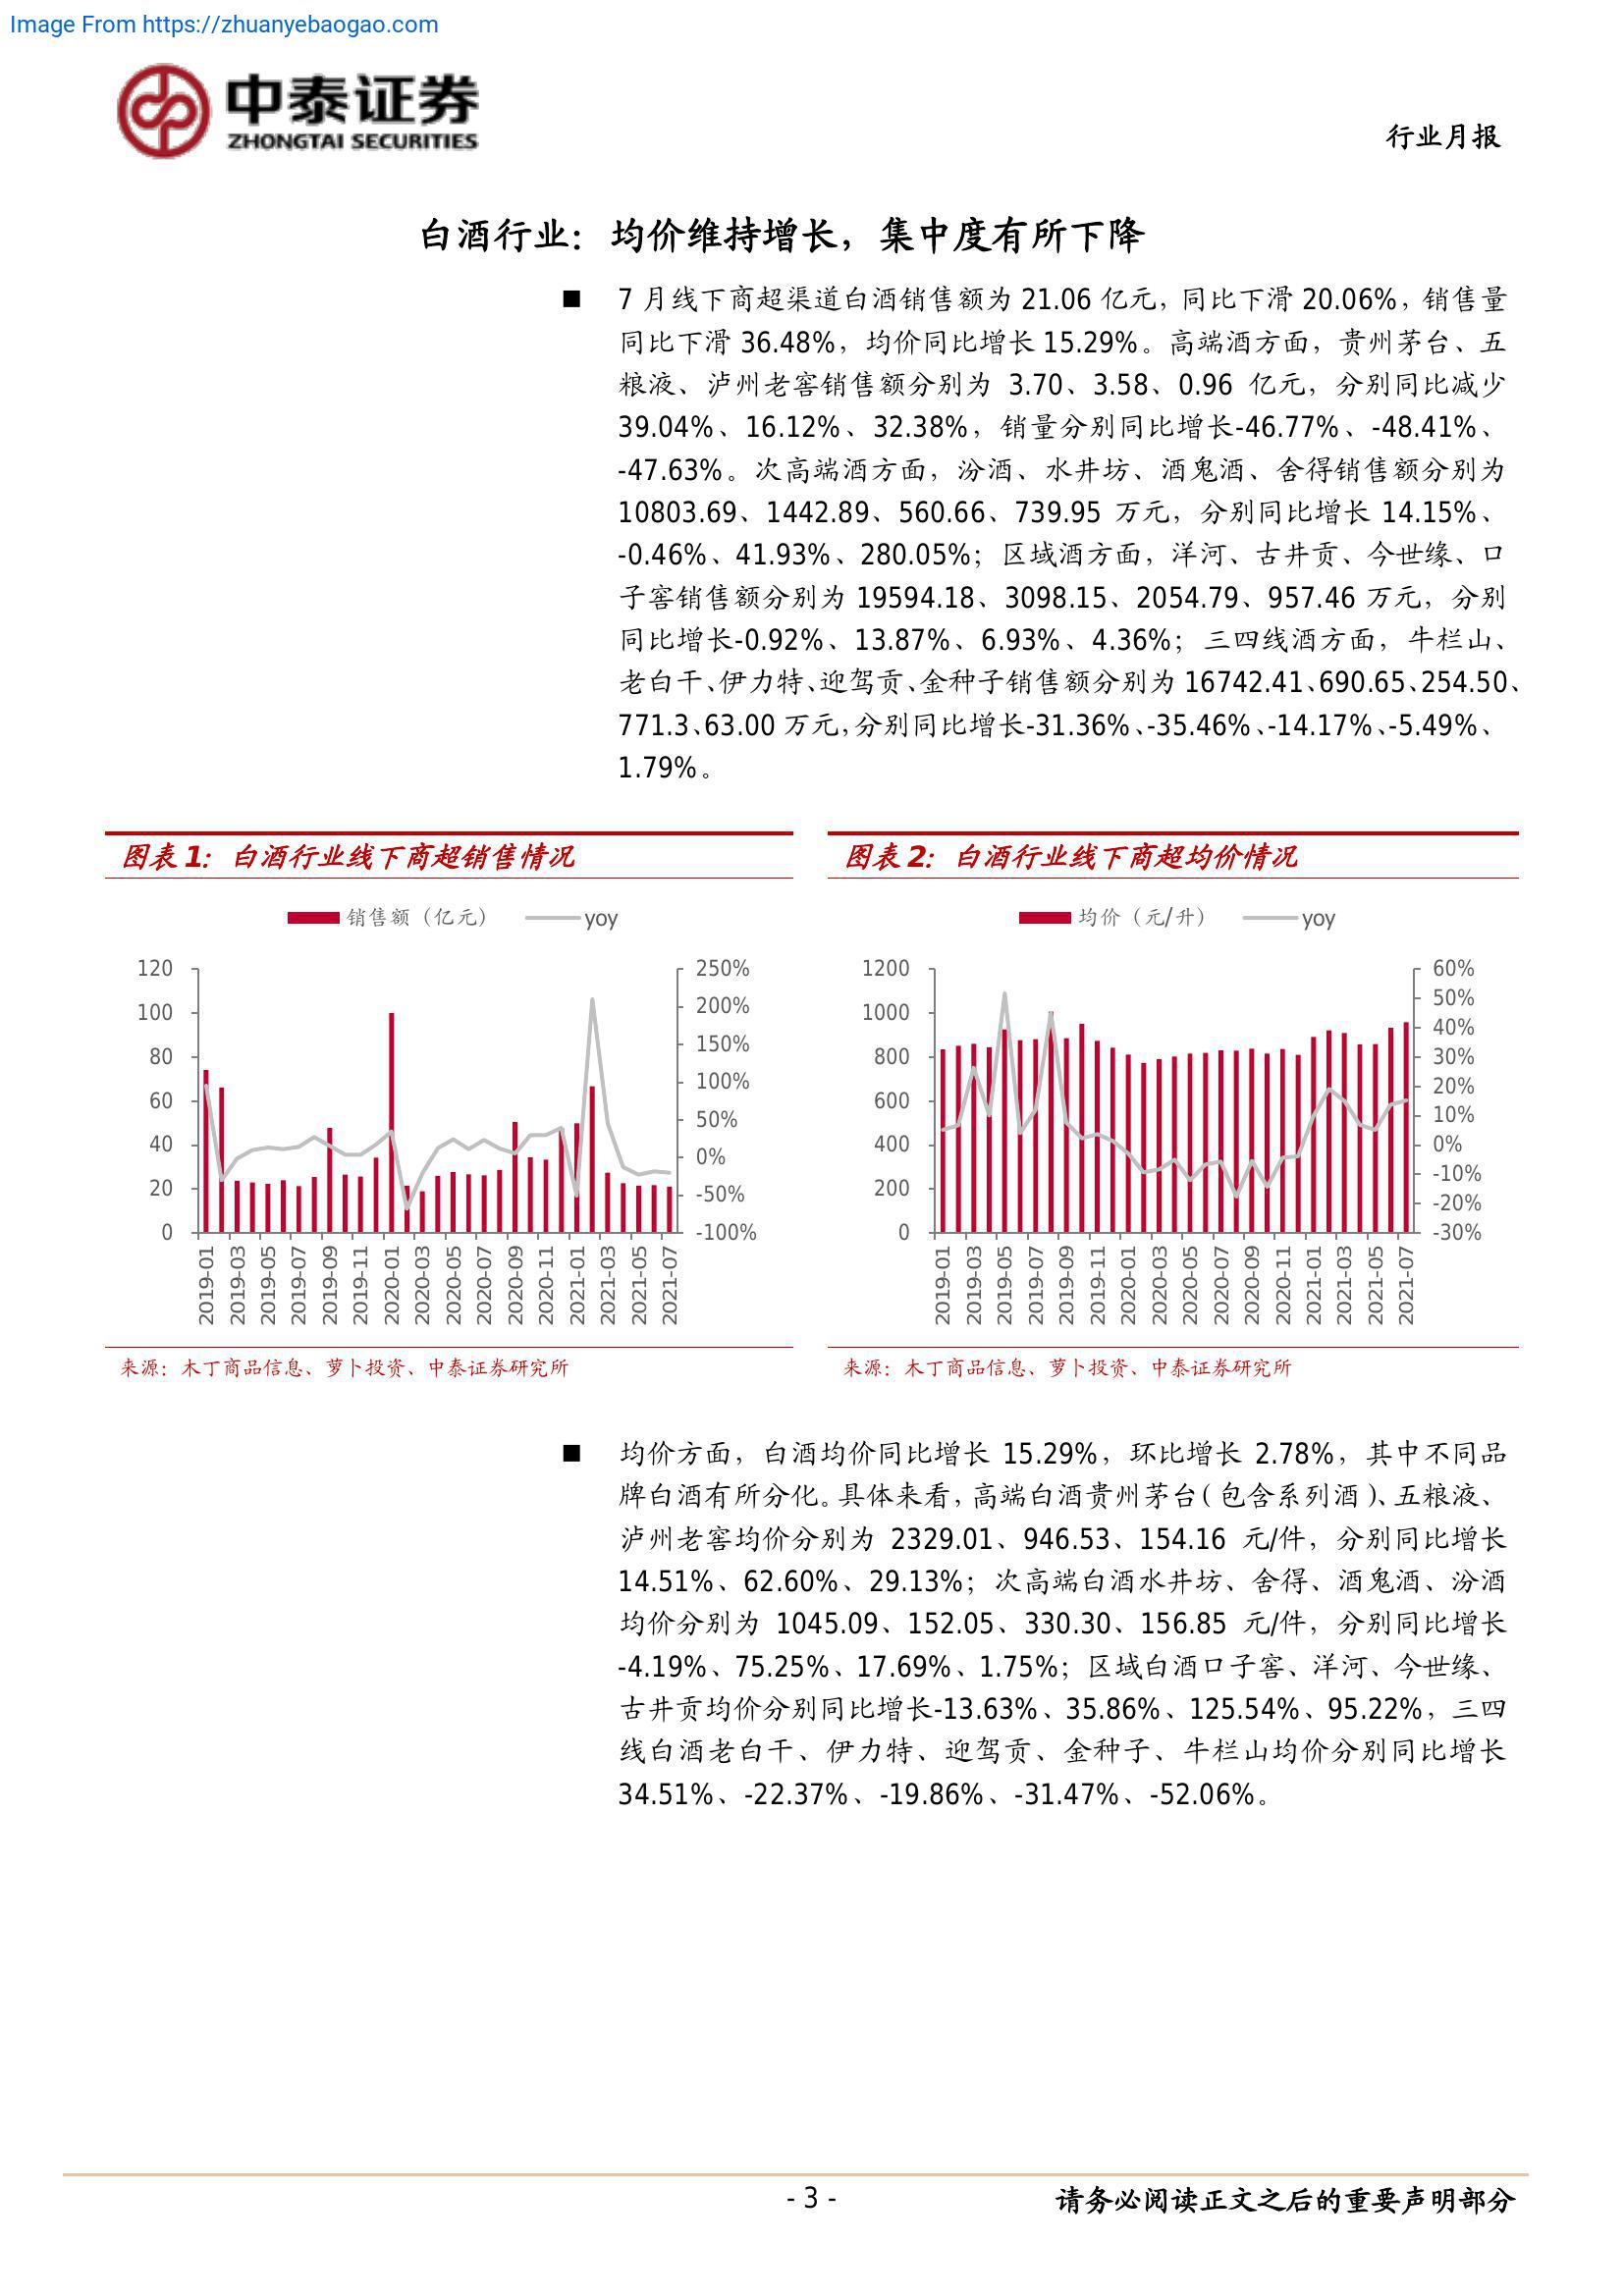 Image From https://zhuanyebaogao.com
中泰证券
ZHONGTAI SECURITIES
行业月报
白酒行业：均价维持增长，集中度有所下降
■ 7 月线下商超渠道白酒销售额为 21.06 亿元，同比下滑 20.06%，销售量
同比下滑 36.48%，均价同比增长 15.29%。高端酒方面，贵州茅台、五
粮液、泸州老窖销售额分别为 3.70、3.58、0.96 亿元，分别同比减少
39.04%、16.12%、32.38%，销量分别同比增长-46.77%、-48.41%、
-47.63%。次高端酒方面，汾酒、水井坊、酒鬼酒、舍得销售额分别为
10803.69、1442.89、560.66、739.95 万元，分别同比增长 14.15%、
-0.46%、41.93%、280.05%；区域酒方面，洋河、古井贡、今世缘、口
子窖销售额分别为 19594.18、3098.15、2054.79、957.46 万元，分别
同比增长-0.92%、13.87%、6.93%、4.36%；三四线酒方面，牛栏山、
老白干、伊力特、迎驾贡、金种子销售额分别为 16742.41、690.65、254.50、
771.3、63.00 万元，分别同比增长-31.36%、-35.46%、-14.17%、-5.49%、
1.79%。
图表 1：白酒行业线下商超销售情况
销售额（亿元） yoy
120
100
80
60
40
20
0
250%
200%
150%
100%
50%
0%
-50%
-100%
2019-01
2019-03
2019-05
2019-07
2019-09
2019-11
2020-01
2020-03
2020-05
2020-07
2020-09
2020-11
2021-01
2021-03
2021-05
2021-07
来源：木丁商品信息、萝卜投资、中泰证券研究所
图表 2：白酒行业线下商超均价情况
均价（元/升） yoy
1200
1000
800
600
400
200
0
60%
50%
40%
30%
20%
10%
0%
-10%
-20%
-30%
2019-01
2019-03
2019-05
2019-07
2019-09
2019-11
2020-01
2020-03
2020-05
2020-07
2020-09
2020-11
2021-01
2021-03
2021-05
2021-07
来源：木丁商品信息、萝卜投资、中泰证券研究所
■ 均价方面，白酒均价同比增长 15.29%，环比增长 2.78%，其中不同品
牌白酒有所分化。具体来看，高端白酒贵州茅台（包含系列酒）、五粮液、
泸州老窖均价分别为 2329.01、946.53、154.16 元/件，分别同比增长
14.51%、62.60%、29.13%；次高端白酒水井坊、舍得、酒鬼酒、汾酒
均价分别为 1045.09、152.05、330.30、156.85 元/件，分别同比增长
-4.19%、75.25%、17.69%、1.75%；区域白酒口子窖、洋河、今世缘、
古井贡均价分别同比增长-13.63%、35.86%、125.54%、95.22%，三四
线白酒老白干、伊力特、迎驾贡、金种子、牛栏山均价分别同比增长
34.51%、-22.37%、-19.86%、-31.47%、-52.06%。
- 3 -
请务必阅读正文之后的重要声明部分